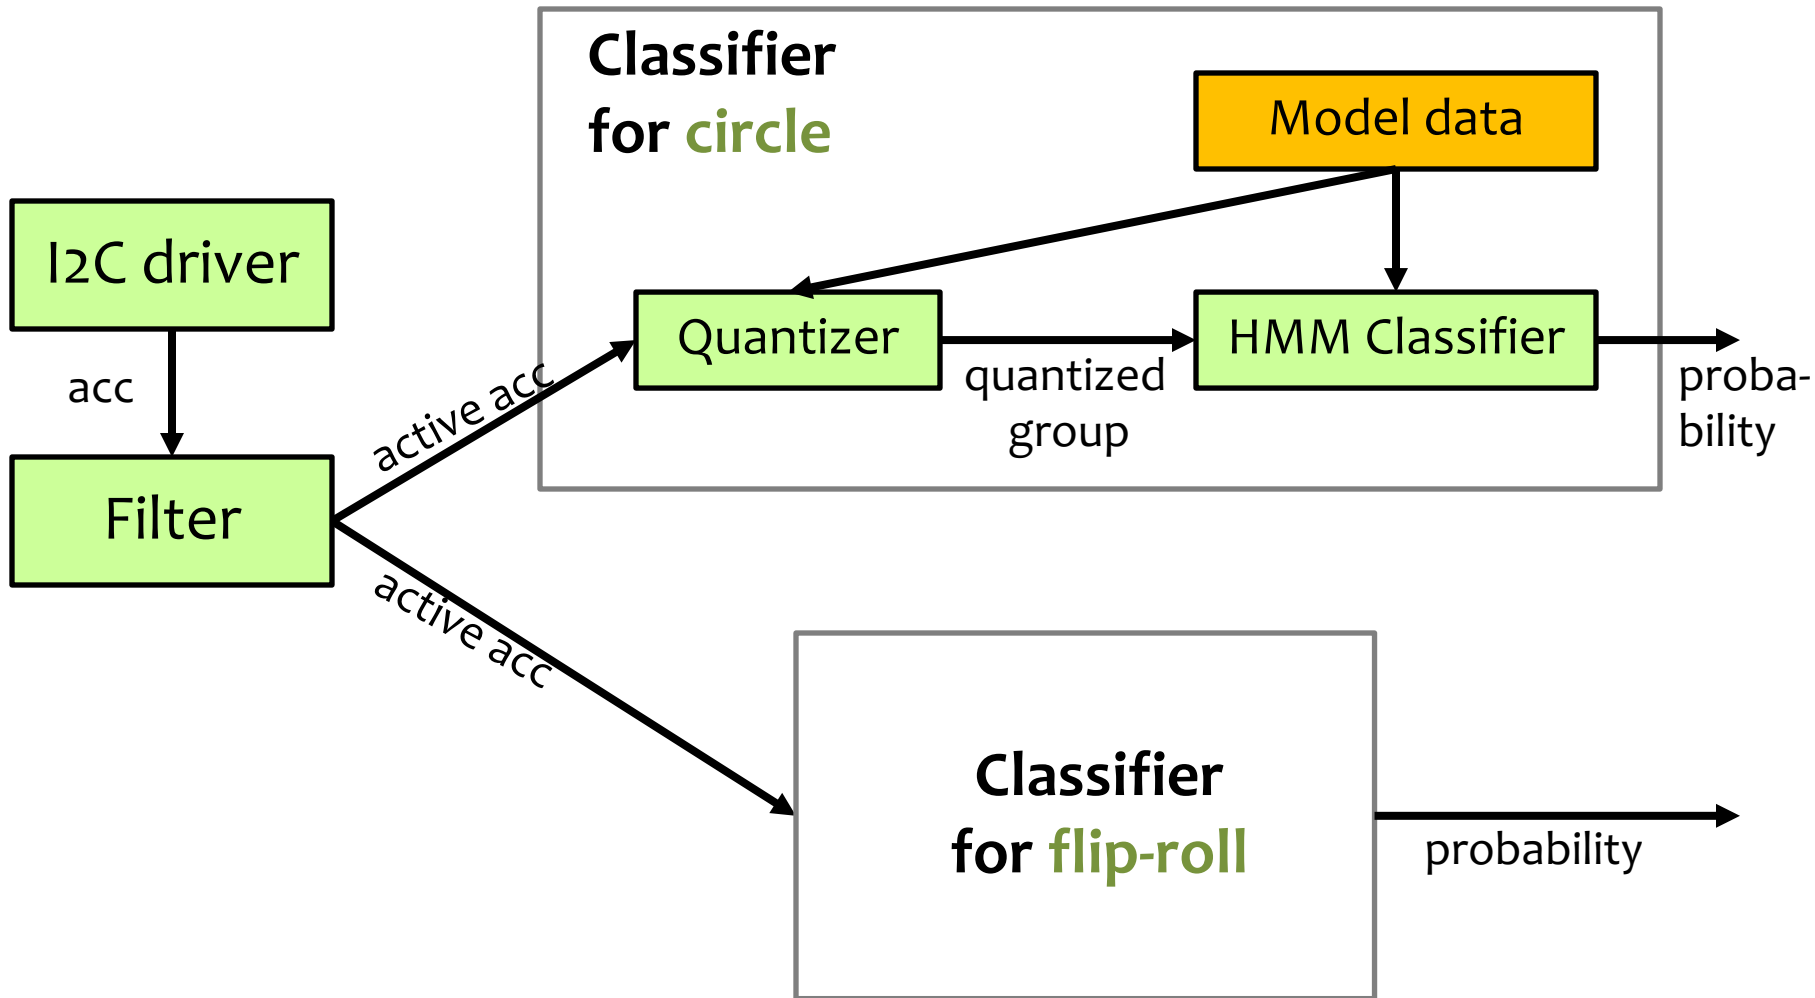 Classifier
for circle
Model data
I2C driver
Quantizer
HMM Classifier
acc
active acc
quantized
group
proba-
bility
Filter
active acc
Classifier
for flip-roll
probability